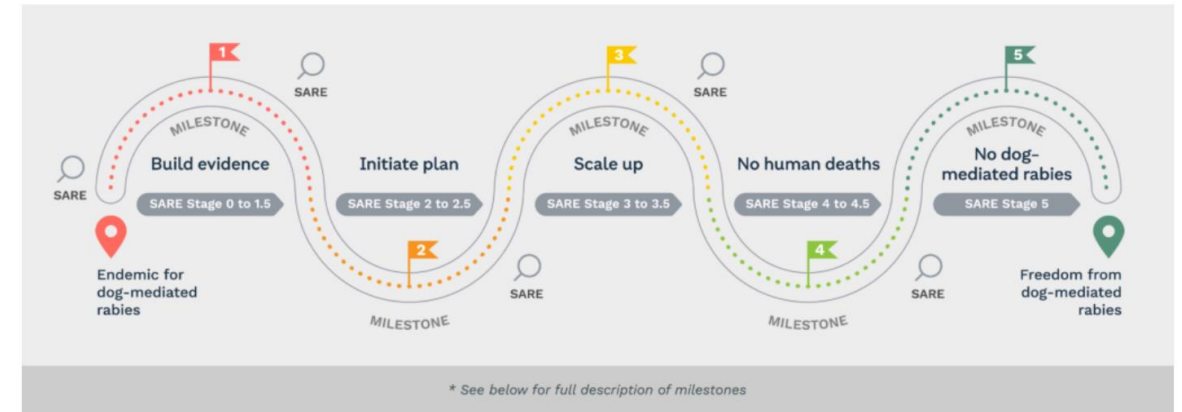 1
SARE
MILESTONE
Build evidence
SARE Stage 0 to 1.5
SARE
Endemic for
dog-mediated
rabies
Initiate plan
SARE Stage 2 to 2.5
2
MILESTONE
SARE
3
SARE
MILESTONE
Scale up
SARE Stage 3 to 3.5
No human deaths
SARE Stage 4 to 4.5
4
MILESTONE
SARE
5
MILESTONE
No dog-
mediated rabies
SARE Stage 5
Freedom from
dog-mediated
rabies
* See below for full description of milestones